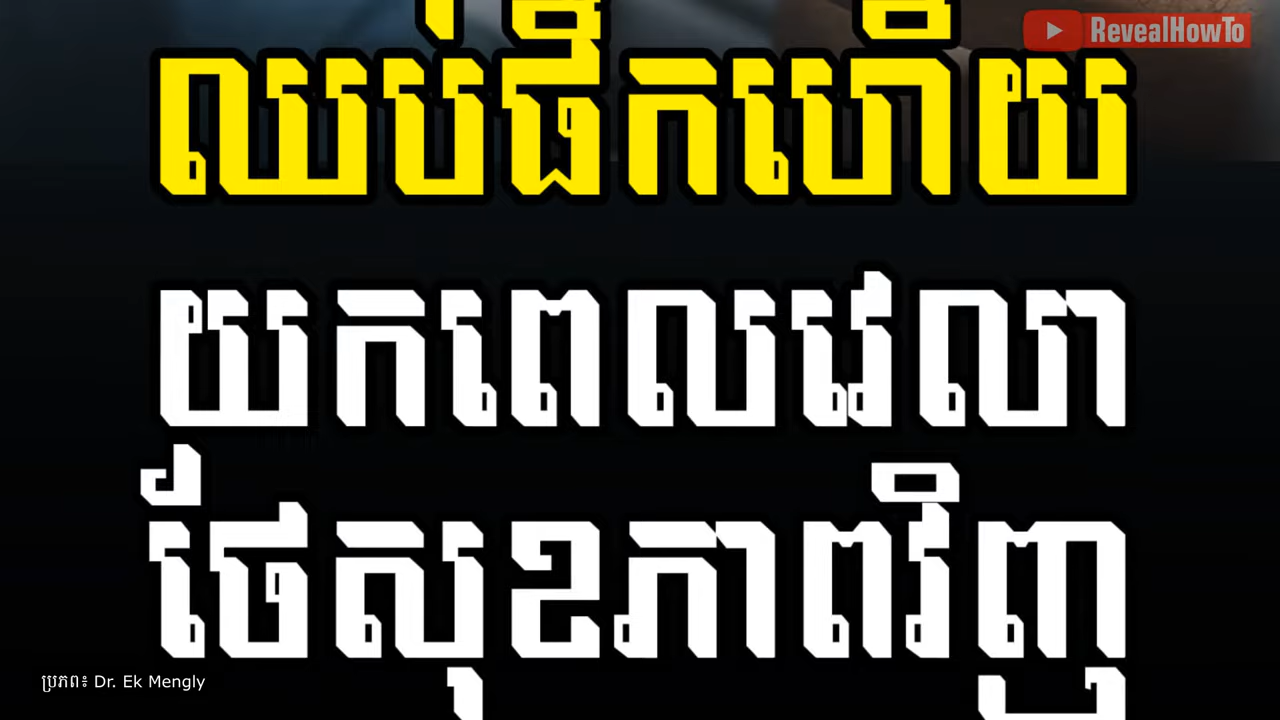 RevealHowTo
ឈប់ផឹកហើយ
យកពេលវេលា
ថែសុខភាពវិញ
ប្រភព៖ Dr. Ek Mengly